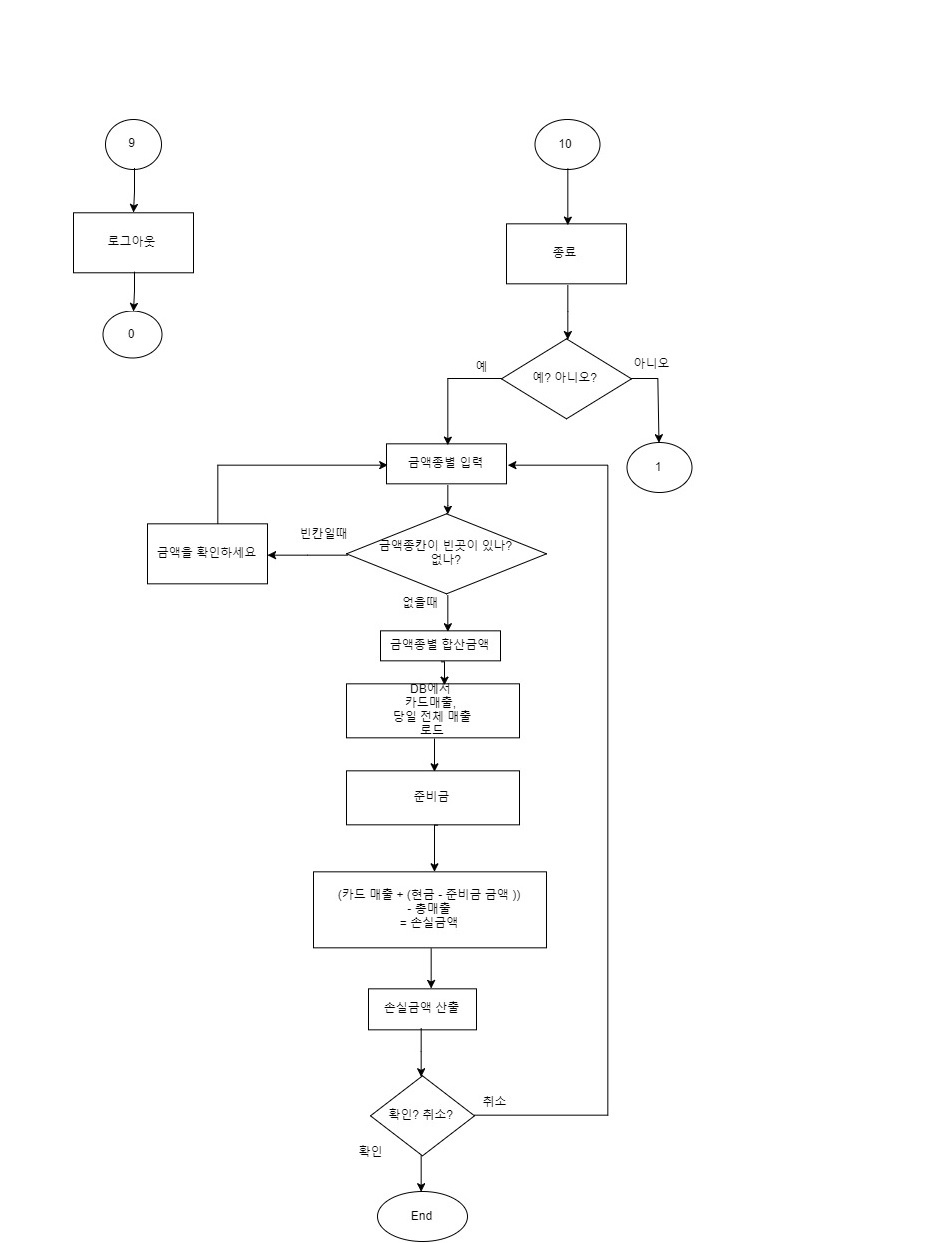 9
10
로그아웃
종료
0
예? 아니오?
예
아니오
1
금액종별 입력
빈칸일때
금액종칸이 빈곳이 있나?
없나?
금액을 확인하세요
없을때
금액종별 합산금액
DB에서
카드매출,
당일 전체 매출
로드
준비금
(카드 매출 + (현금 - 준비금 금액 ))
- 총매출
= 손실금액
손실금액 산출
확인? 취소?
취소
확인
End